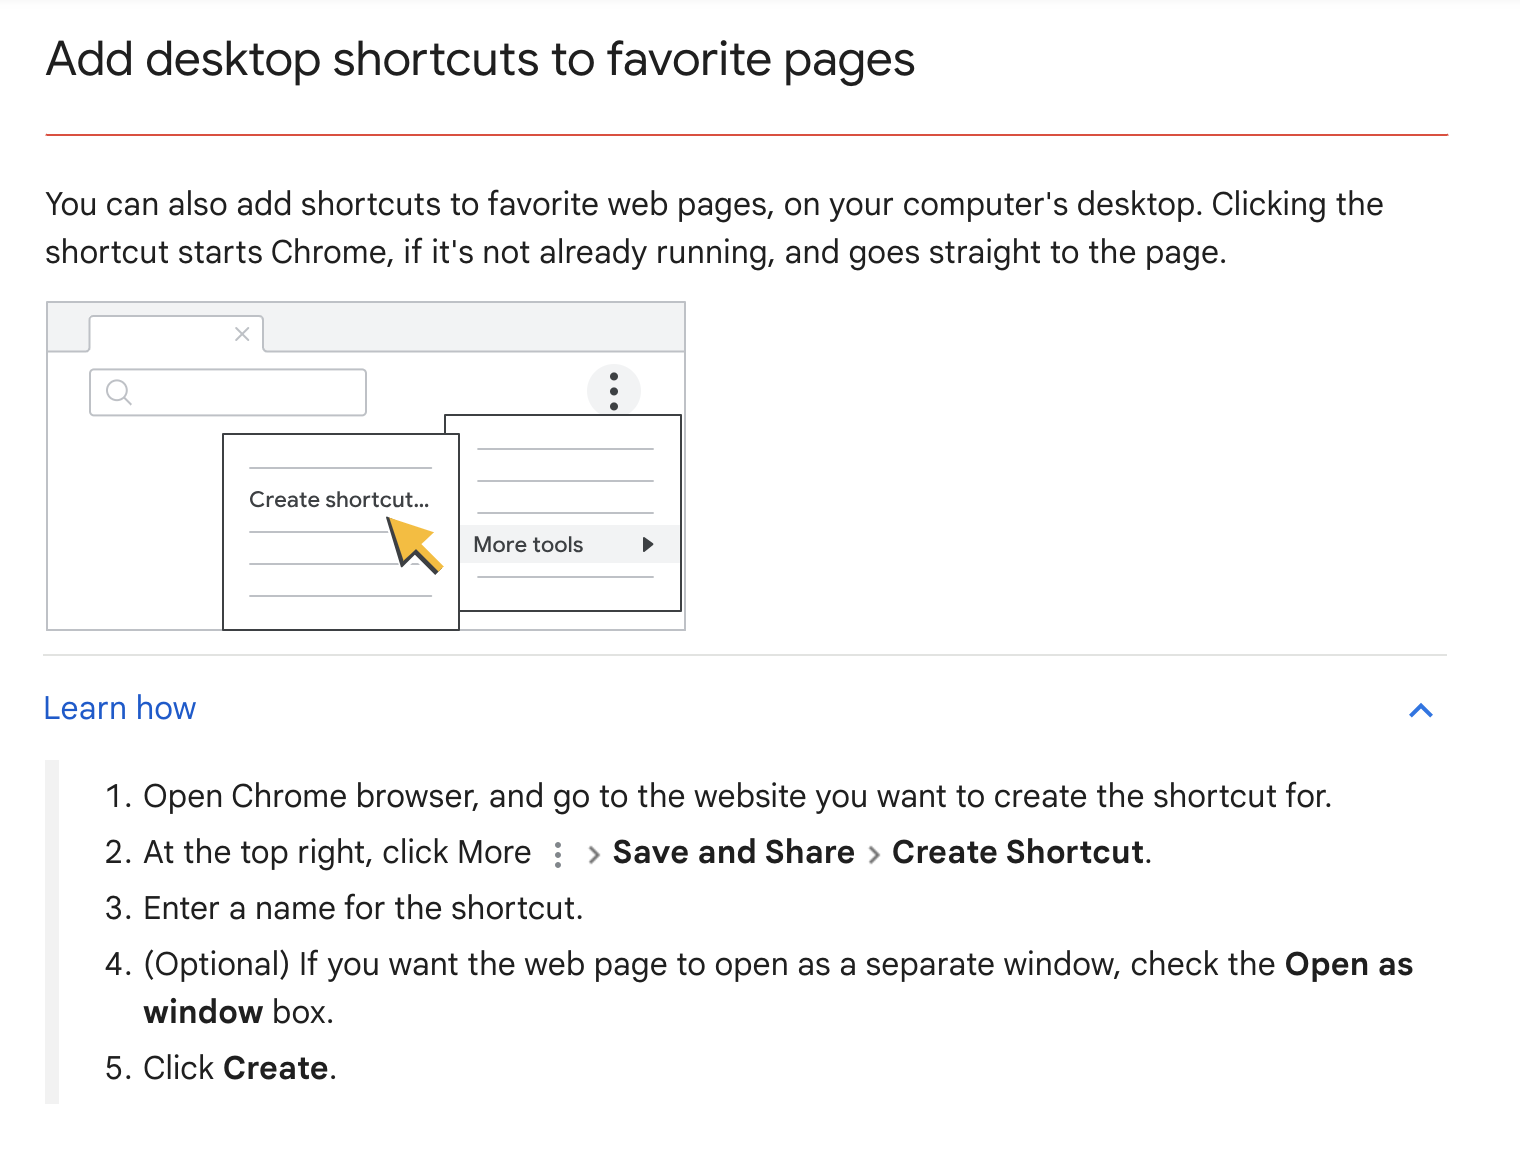 Add desktop shortcuts to favorite pages
You can also add shortcuts to favorite web pages, on your computer's desktop. Clicking the
shortcut starts Chrome, if it's not already running, and goes straight to the page.
Create shortcut...
More tools
Learn how
1. Open Chrome browser, and go to the website you want to create the shortcut for.
2. At the top right, click More ⋮ > Save and Share > Create Shortcut.
3. Enter a name for the shortcut.
4. (Optional) If you want the web page to open as a separate window, check the Open as
window box.
5. Click Create.